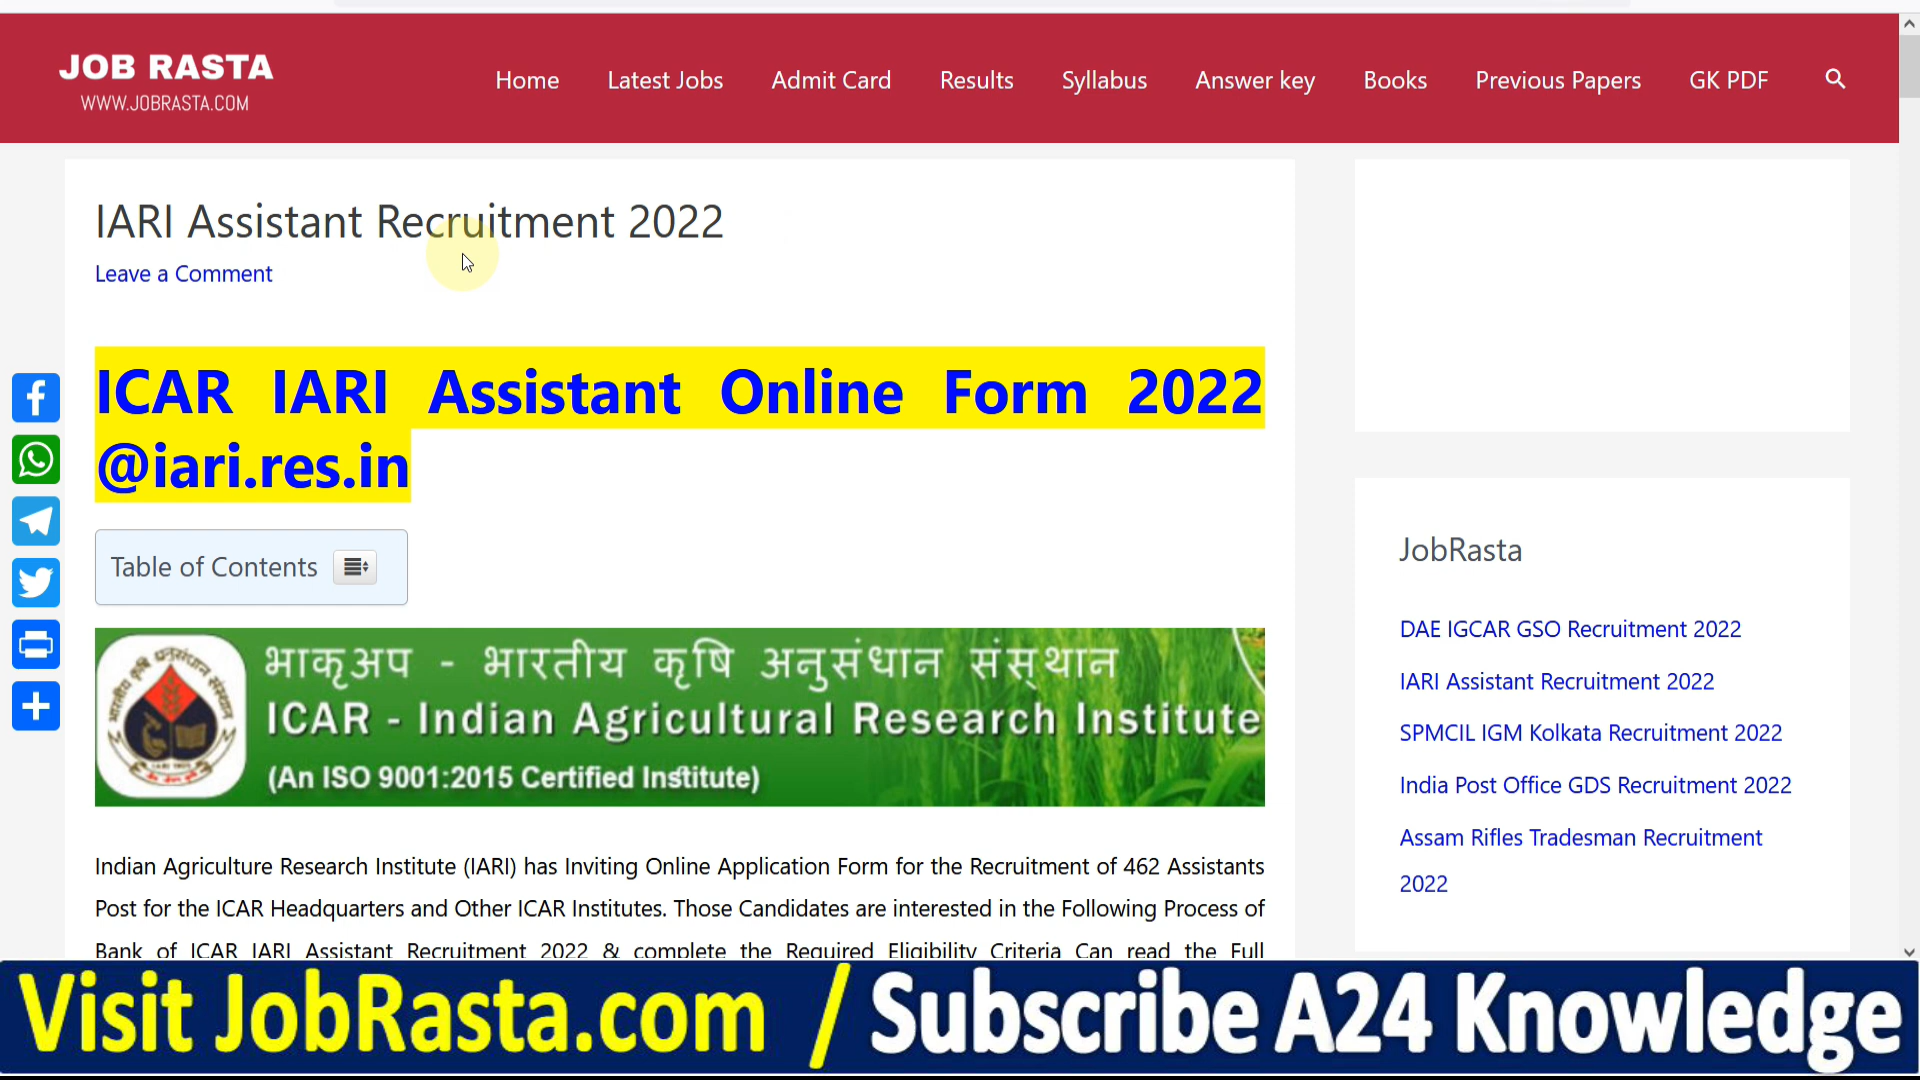 JOB RASTA
WWW.JOBRASTA.COM
Home Latest Jobs Admit Card Results Syllabus Answer key Books Previous Papers GK PDF
IARI Assistant Recruitment 2022
Leave a Comment
ICAR IARI Assistant Online Form 2022
@iari.res.in
Table of Contents
भाकृअप - भारतीय कृषि अनुसंधान संस्थान
ICAR - Indian Agricultural Research Institute
(An ISO 9001:2015 Certified Institute)
Indian Agriculture Research Institute (IARI) has Inviting Online Application Form for the Recruitment of 462 Assistants
Post for the ICAR Headquarters and Other ICAR Institutes. Those Candidates are interested in the Following Process of
Bank of ICAR IARI Assistant Recruitment 2022 & complete the Required Eligibility Criteria Can read the Full
JobRasta
DAE IGCAR GSO Recruitment 2022
IARI Assistant Recruitment 2022
SPMCIL IGM Kolkata Recruitment 2022
India Post Office GDS Recruitment 2022
Assam Rifles Tradesman Recruitment
2022
Visit JobRasta.com / Subscribe A24 Knowledge